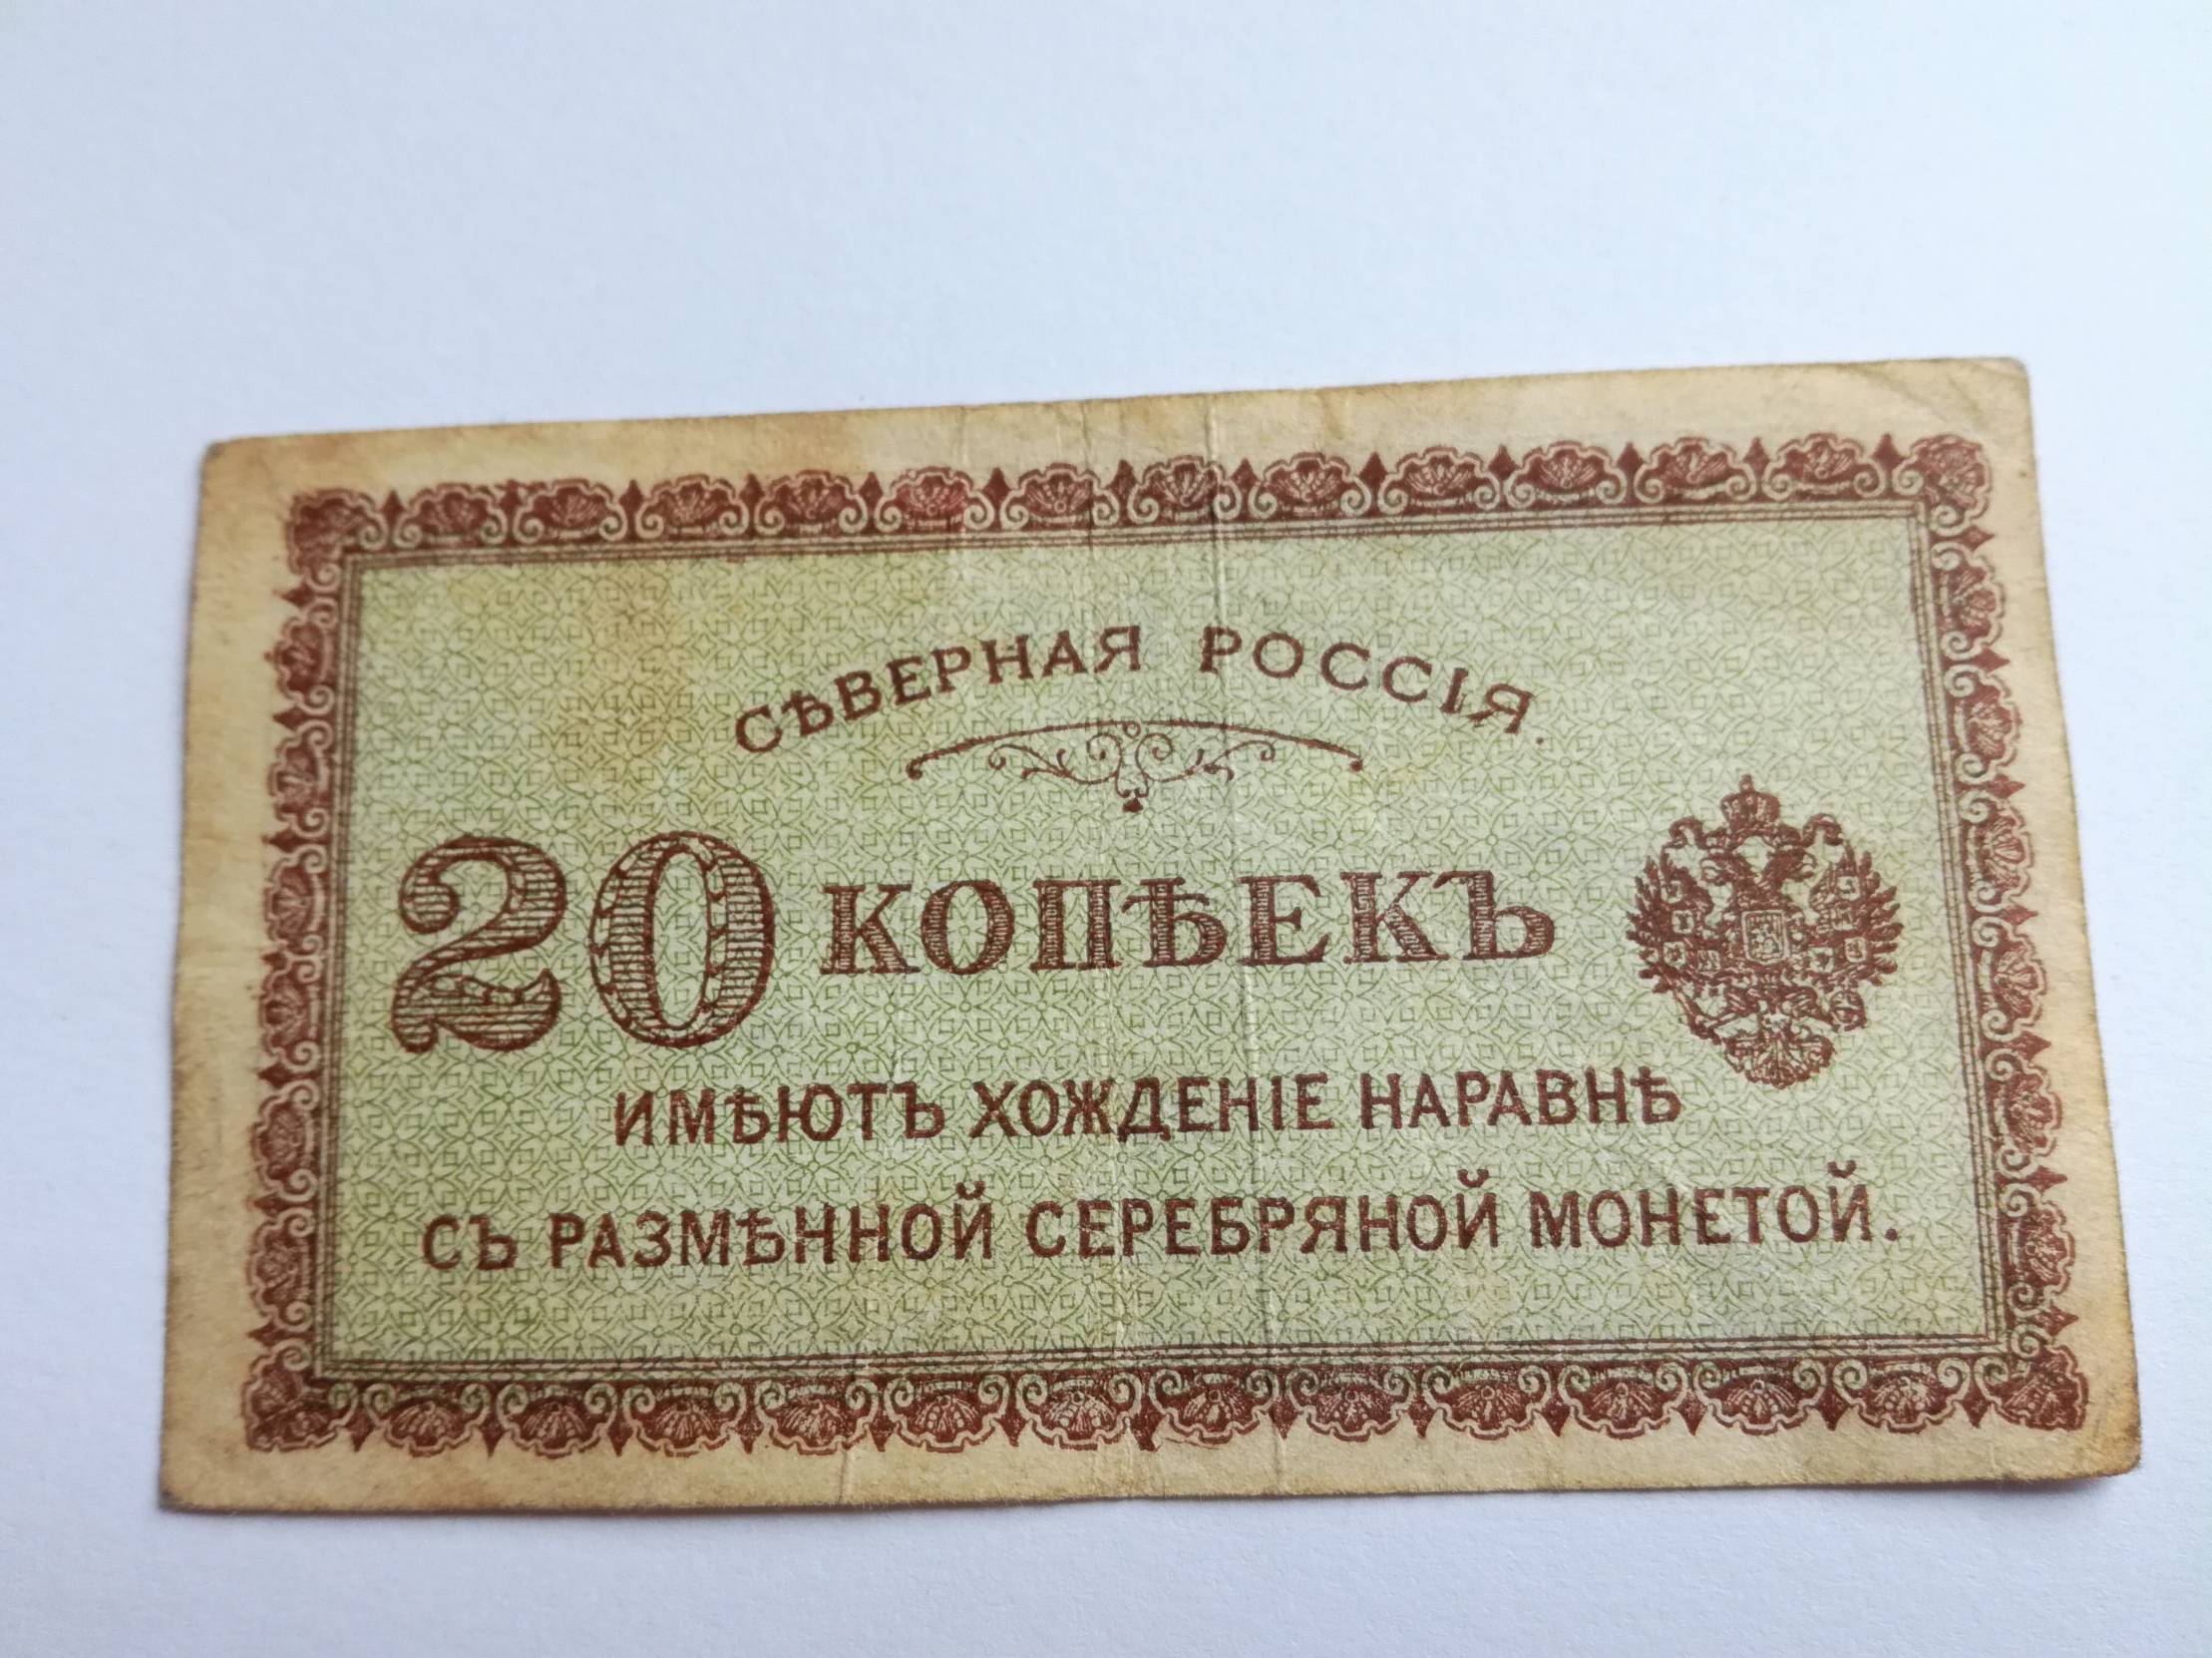 СѢВЕРНАЯ РОССІЯ.
20 КОПѢЕКЪ
ИМѢЮТЪ ХОЖДЕНІЕ НАРАВНѢ
СЪ РАЗМѢННОЙ СЕРЕБРЯНОЙ МОНЕТОЙ.